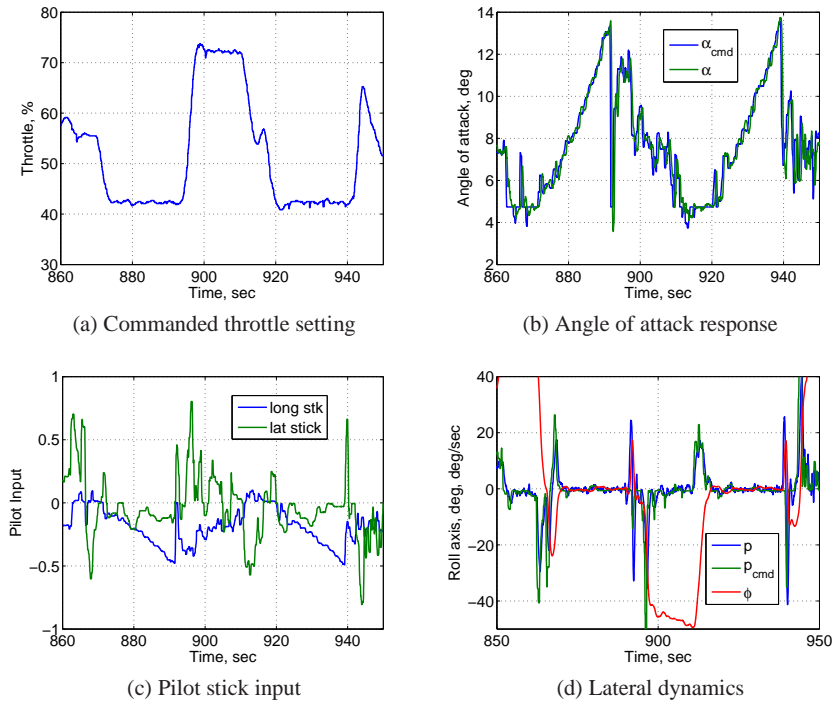 80
70
60
50
40
30
Throttle, %
860
880
900
920
940
Time, sec
(a) Commanded throttle setting
14
12
10
8
6
4
2
Angle of attack, deg
α_cmd
α
860
880
900
920
940
Time, sec
(b) Angle of attack response
1
0.5
0
−0.5
−1
Pilot Input
long stk
lat stick
860
880
900
920
940
Time, sec
(c) Pilot stick input
40
20
0
−20
−40
Roll axis, deg, deg/sec
p
p_cmd
φ
850
900
950
Time, sec
(d) Lateral dynamics